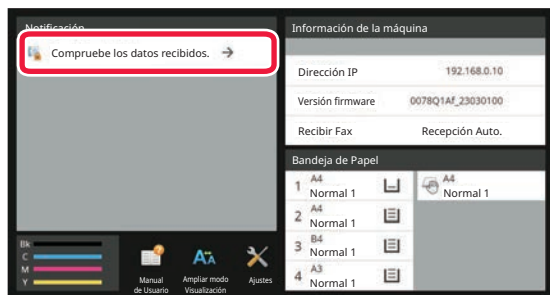 Notificación
Compruebe los datos recibidos. →
Información de la máquina
Dirección IP 192.168.0.10
Versión firmware 0078Q1Af_23030100
Recibir Fax Recepción Auto.
Bandeja de Papel
1 A4
Normal 1
A4
Normal 1
2 A4
Normal 1
3 B4
Normal 1
4 A3
Normal 1
Bk
C
M
Y
Manual
de Usuario
Ampliar modo
Visualización
Ajustes